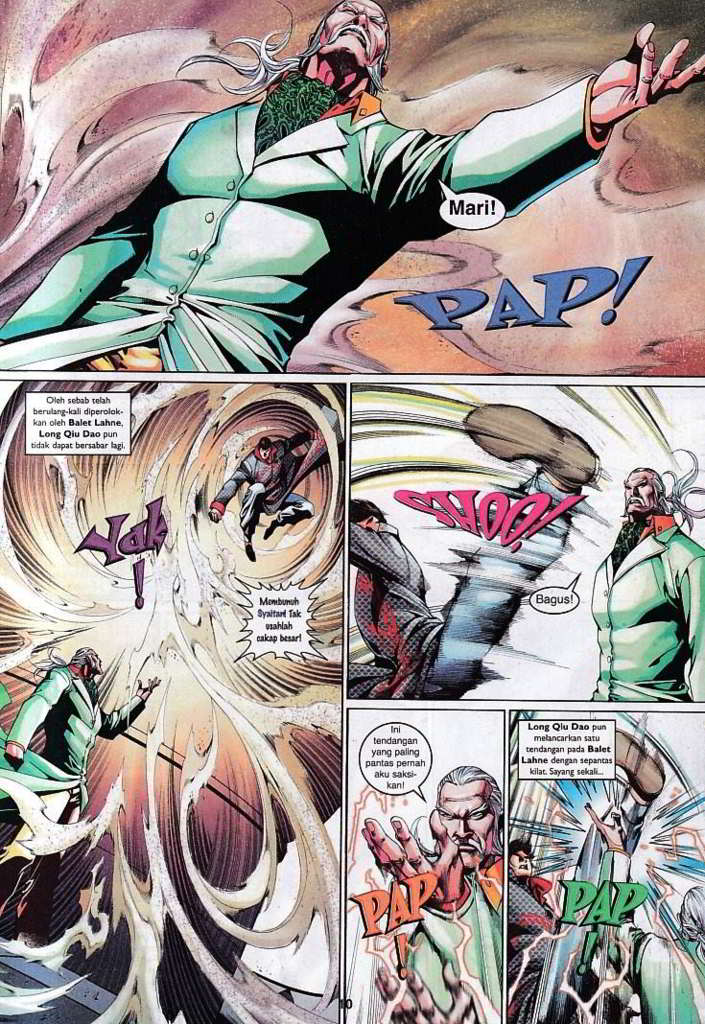 Mari!
PAP!
Oleh sebab telah
berulang-kali diperolok-
kan oleh Balet Lahne,
Long Qiu Dao pun
tidak dapat bersabar lagi.
Yak
!
Membunuh
Syaitan! Tak
usahlah
cakap besar!
SHOO!
Bagus!
Ini
tendangan
yang paling
pantas pernah
aku saksi-
kan!
PAP
!
Long Qiu Dao pun
melancarkan satu
tendangan pada Balet
Lahne dengan sepantas
kilat. Sayang sekali...
PAP
!